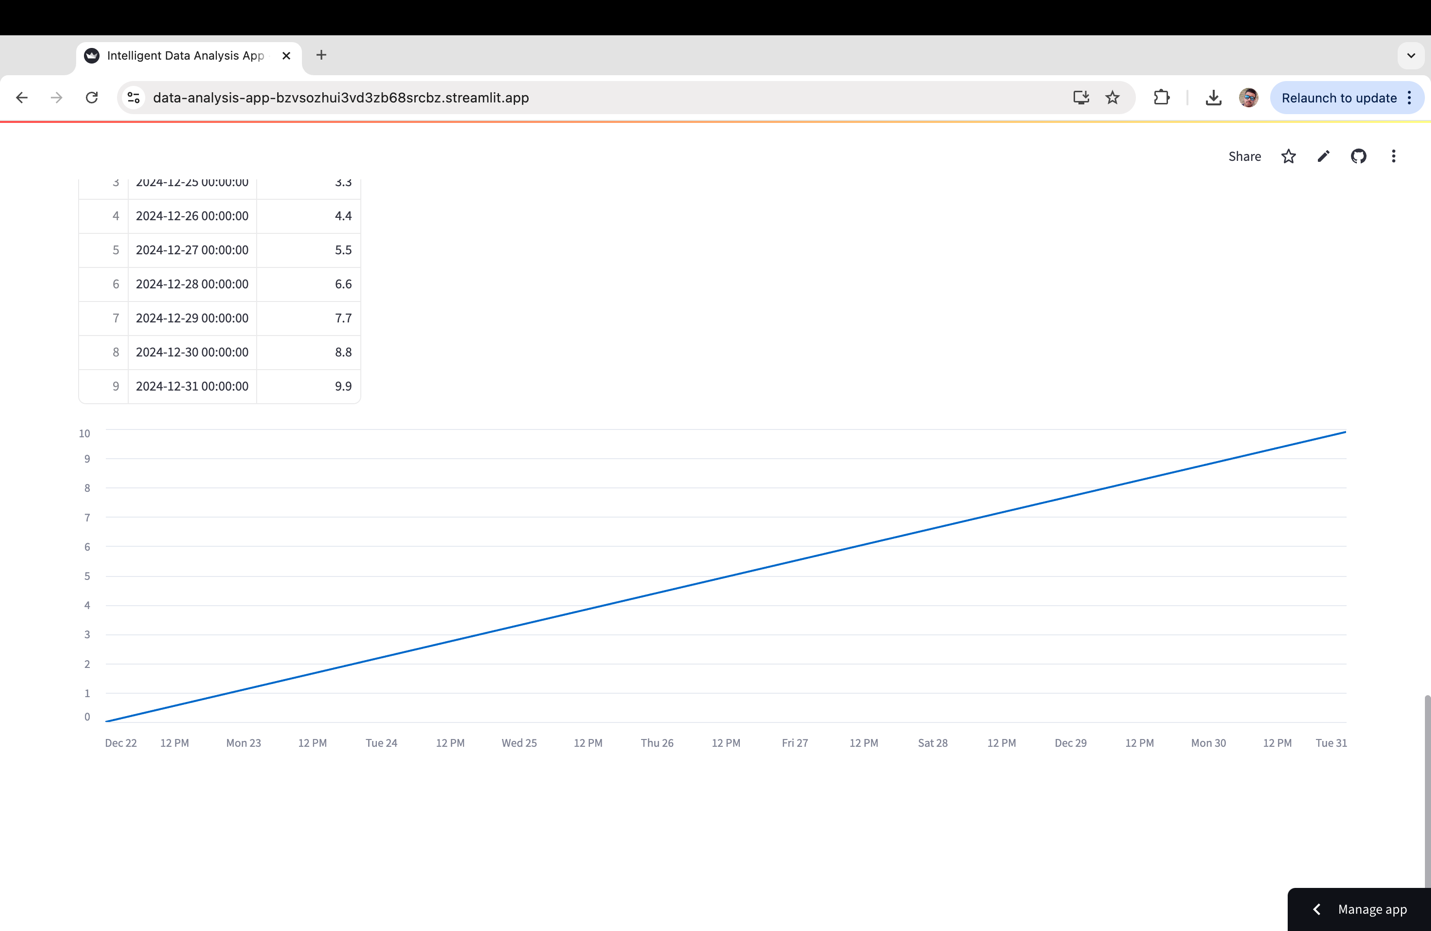 Intelligent Data Analysis App
data-analysis-app-bzvsozhui3vd3zb68srcbz.streamlit.app
Relaunch to update
Share
3 2024-12-25 00:00:00 3.3
4 2024-12-26 00:00:00 4.4
5 2024-12-27 00:00:00 5.5
6 2024-12-28 00:00:00 6.6
7 2024-12-29 00:00:00 7.7
8 2024-12-30 00:00:00 8.8
9 2024-12-31 00:00:00 9.9
10
9
8
7
6
5
4
3
2
1
0
Dec 22 12 PM Mon 23 12 PM Tue 24 12 PM Wed 25 12 PM Thu 26 12 PM Fri 27 12 PM Sat 28 12 PM Dec 29 12 PM Mon 30 12 PM Tue 31
Manage app